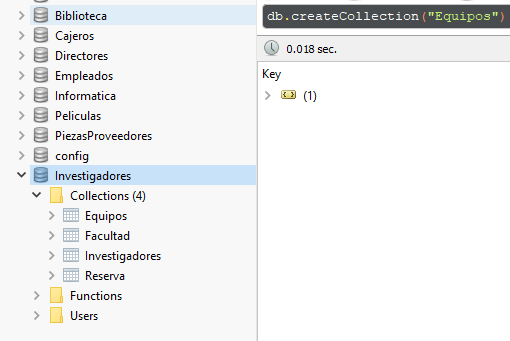 Biblioteca
Cajeros
Directores
Empleados
Informatica
Peliculas
PiezasProveedores
config
Investigadores
Collections (4)
Equipos
Facultad
Investigadores
Reserva
Functions
Users
db.createCollection("Equipos")
0.018 sec.
Key
(1)